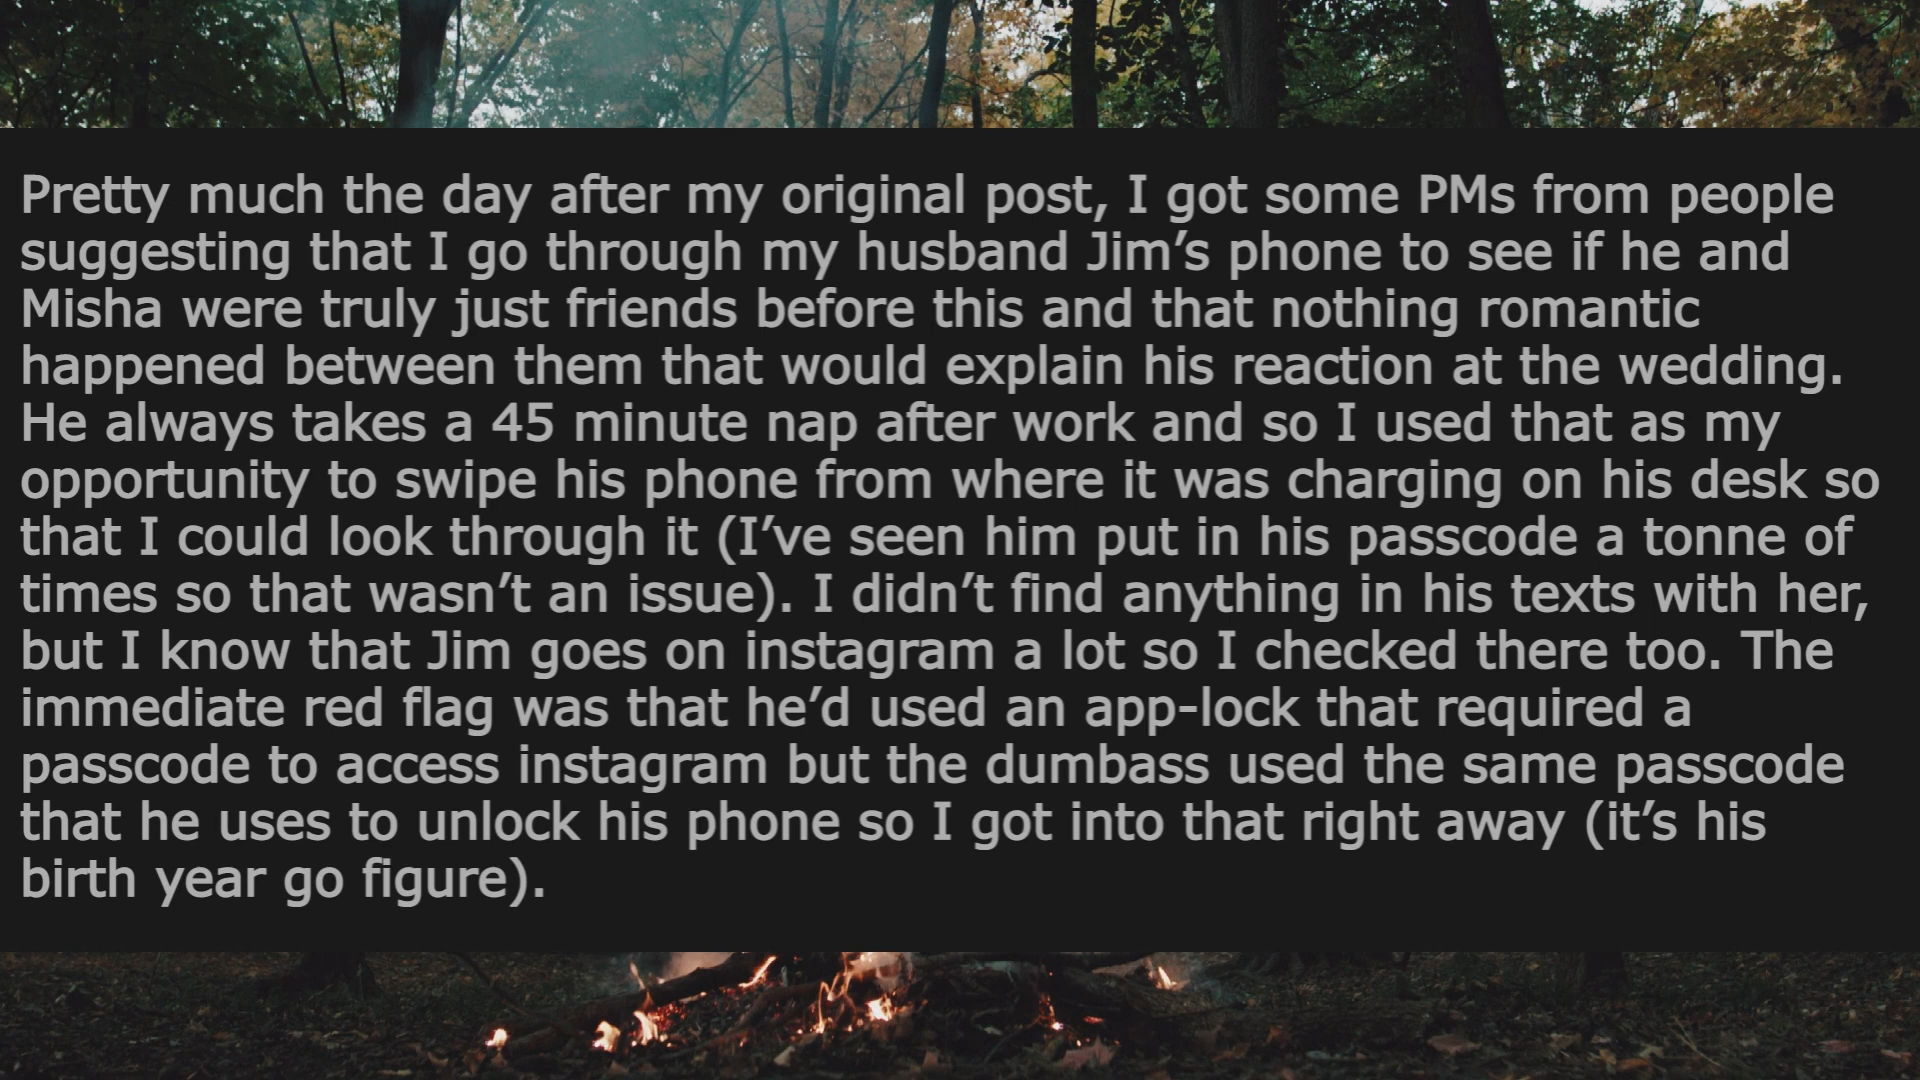 Pretty much the day after my original post, I got some PMs from people
suggesting that I go through my husband Jim’s phone to see if he and
Misha were truly just friends before this and that nothing romantic
happened between them that would explain his reaction at the wedding.
He always takes a 45 minute nap after work and so I used that as my
opportunity to swipe his phone from where it was charging on his desk so
that I could look through it (I’ve seen him put in his passcode a tonne of
times so that wasn’t an issue). I didn’t find anything in his texts with her,
but I know that Jim goes on instagram a lot so I checked there too. The
immediate red flag was that he’d used an app-lock that required a
passcode to access instagram but the dumbass used the same passcode
that he uses to unlock his phone so I got into that right away (it’s his
birth year go figure).